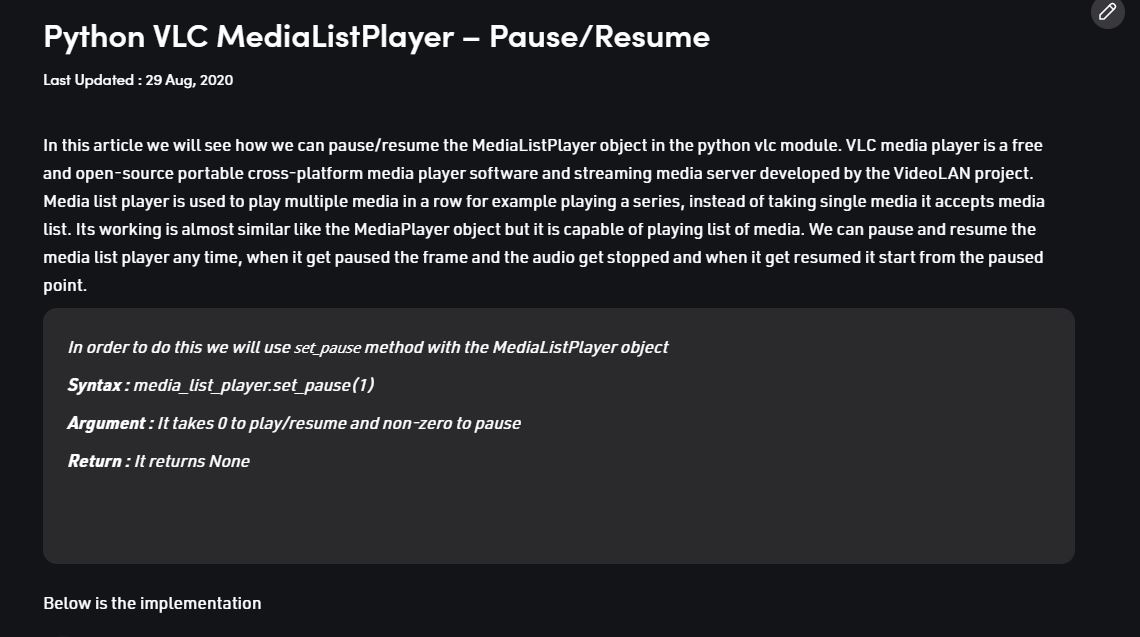 Python VLC MediaListPlayer – Pause/Resume
Last Updated : 29 Aug, 2020
In this article we will see how we can pause/resume the MediaListPlayer object in the python vlc module. VLC media player is a free
and open-source portable cross-platform media player software and streaming media server developed by the VideoLAN project.
Media list player is used to play multiple media in a row for example playing a series, instead of taking single media it accepts media
list. Its working is almost similar like the MediaPlayer object but it is capable of playing list of media. We can pause and resume the
media list player any time, when it get paused the frame and the audio get stopped and when it get resumed it start from the paused
point.
In order to do this we will use set_pause method with the MediaListPlayer object
Syntax : media_list_player.set_pause(1)
Argument : It takes 0 to play/resume and non-zero to pause
Return : It returns None
Below is the implementation